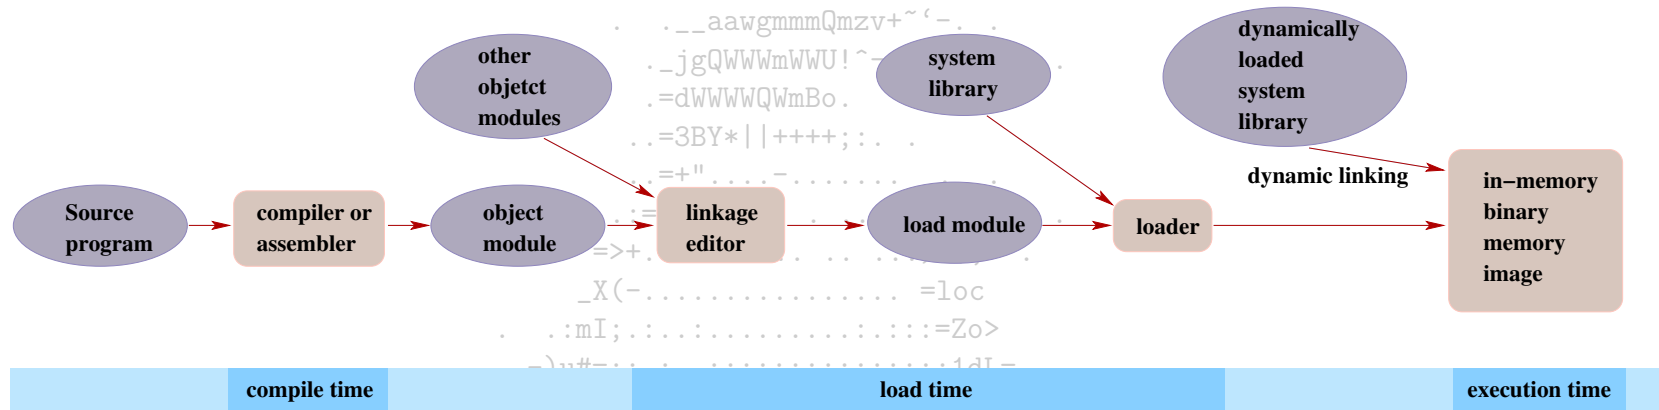 other
objetct
modules
system
library
dynamically
loaded
system
library
dynamic linking
Source
program
compiler or
assembler
object
module
linkage
editor
load module
loader
in-memory
binary
memory
image
compile time
load time
execution time